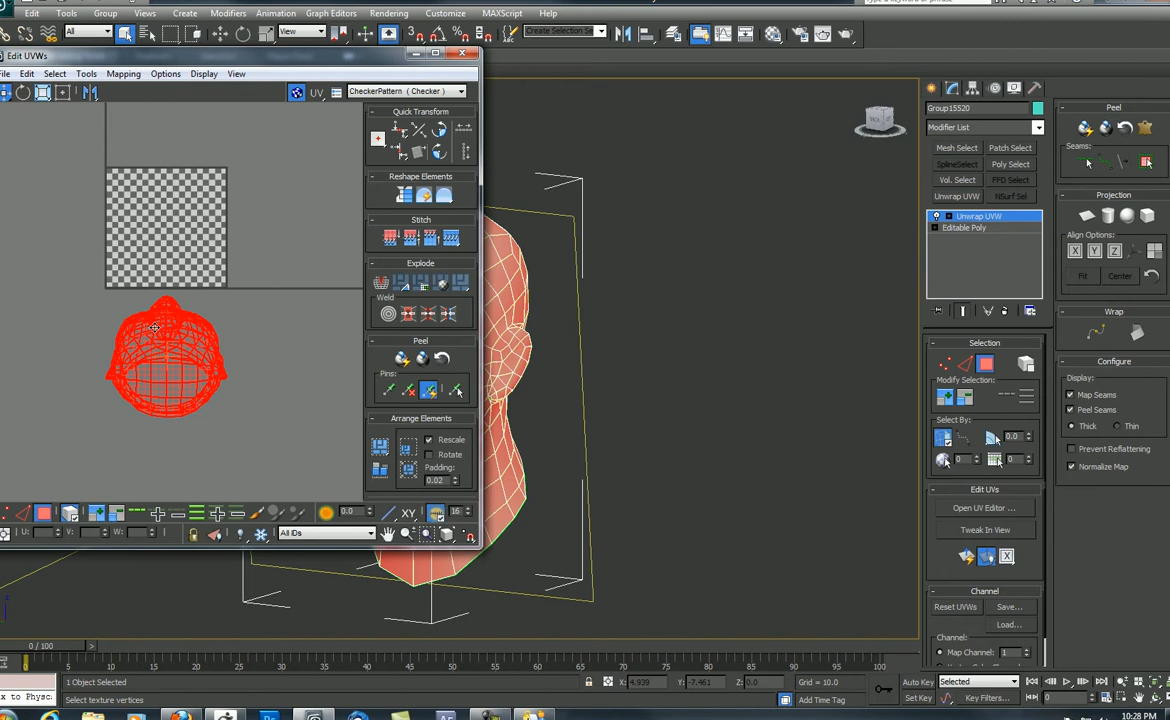 Tools Group Views Create Modifiers Animation Graph Editors Rendering Customize MAXScript Help
All View Create Selection Se
Edit UVWs
File Edit Select Tools Mapping Options Display View
UV CheckerPattern ( Checker )
Quick Transform
Reshape Elements
Stitch
Explode
Weld
Peel
Pins:
Arrange Elements
Rescale
Rotate
Padding:
0.02
0.0 XY 16
U: V: W: All IDs
Group15520
Modifier List
Mesh Select Patch Select
SplineSelect Poly Select
Vol. Select FFD Select
Unwrap UVW NSurf Sel
Unwrap UVW
Editable Poly
Selection
Modify Selection:
Select By:
0.0
0 0
Edit UVs
Open UV Editor ...
Tweak In View
Channel
Reset UVWs Save...
Load...
Channel:
Map Channel: 1
Peel
Seams:
Projection
Align Options:
X Y Z
Fit Center
Wrap
Configure
Display:
Map Seams
Peel Seams
Thick Thin
Prevent Reflattening
Normalize Map
0 / 100
0 5 10 15 20 25 30 35 40 45 50 55 60 65 70 75 80 85 90 95 100
1 Object Selected X: 4.939 Y: -7.461 Z: 0.0 Grid = 10.0 Auto Key Selected
Select texture vertices Add Time Tag Set Key Key Filters... 0
10:28 PM